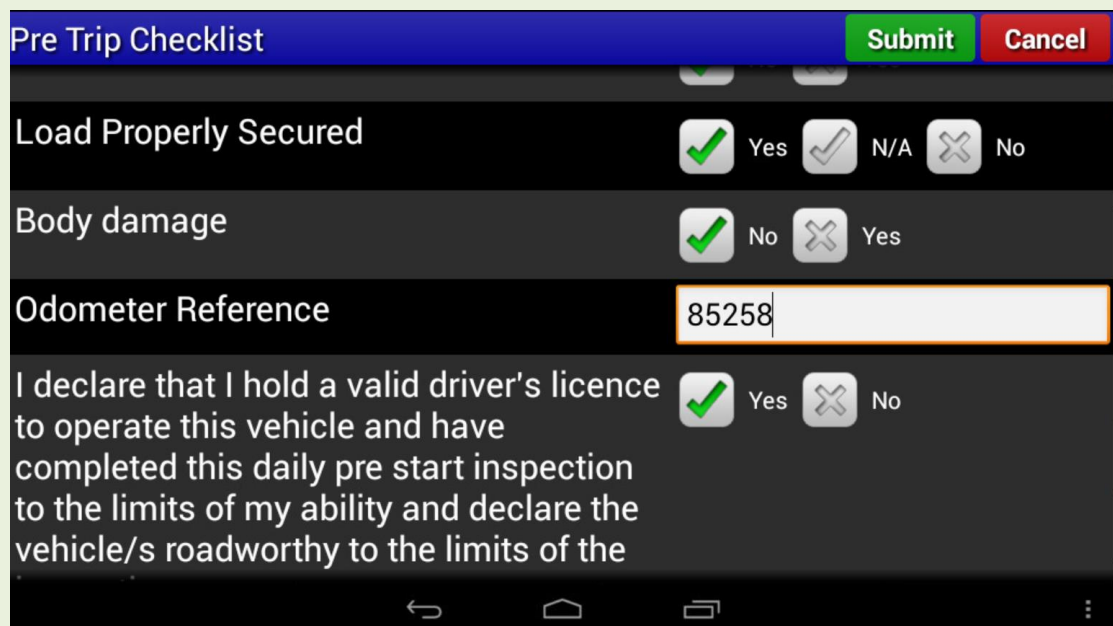 Pre Trip Checklist Submit Cancel
Load Properly Secured Yes N/A No
Body damage No Yes
Odometer Reference 85258
I declare that I hold a valid driver's licence Yes No
to operate this vehicle and have
completed this daily pre start inspection
to the limits of my ability and declare the
vehicle/s roadworthy to the limits of the